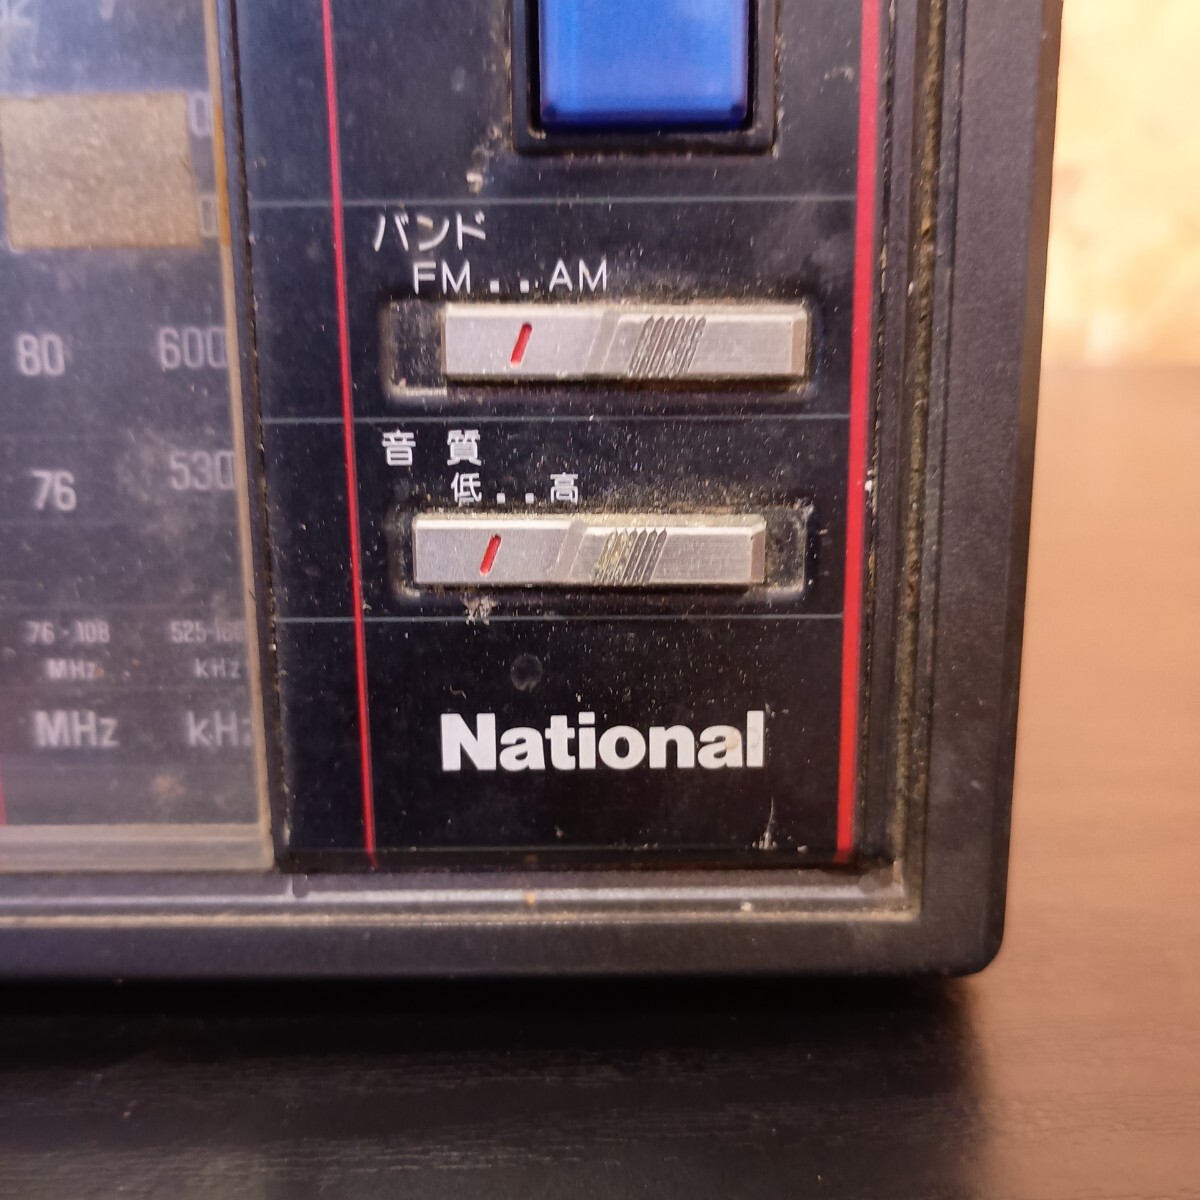 バンド
FM . . AM
音質
低 . . 高
National
80 600
76 530
76-108
MHz kHz
MHz